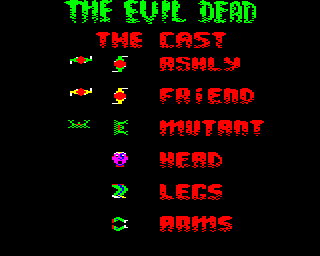 THE EVIL DEAD
THE CAST
ASHLY
FRIEND
MUTANT
HEAD
LEGS
ARMS